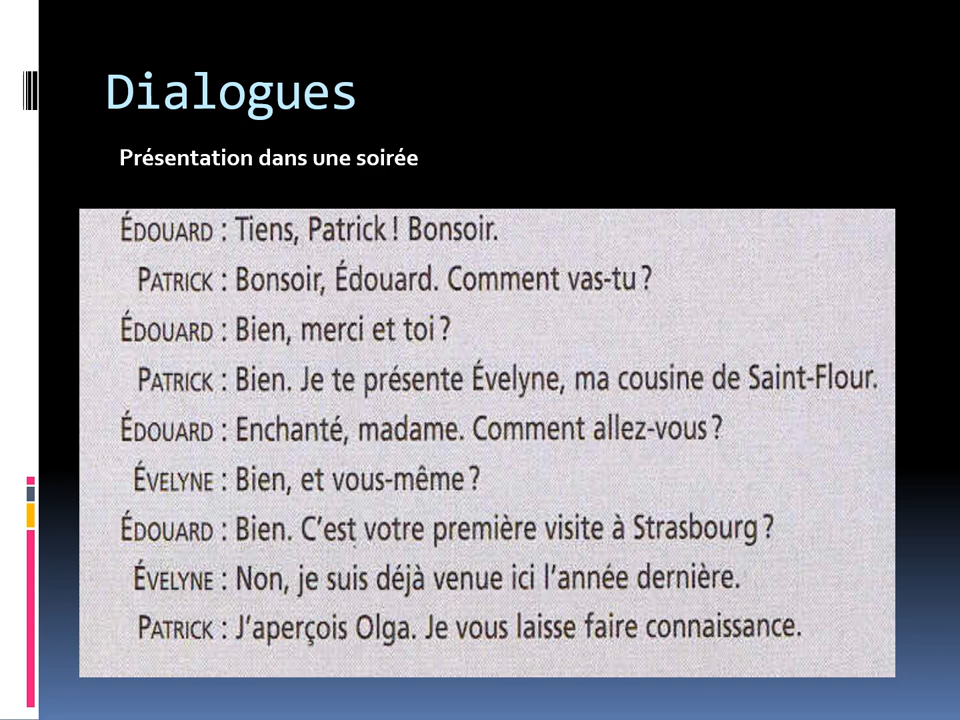 Dialogues
Présentation dans une soirée
ÉDOUARD : Tiens, Patrick ! Bonsoir.
PATRICK : Bonsoir, Édouard. Comment vas-tu ?
ÉDOUARD : Bien, merci et toi ?
PATRICK : Bien. Je te présente Évelyne, ma cousine de Saint-Flour.
ÉDOUARD : Enchanté, madame. Comment allez-vous ?
ÉVELYNE : Bien, et vous-même ?
ÉDOUARD : Bien. C'est votre première visite à Strasbourg ?
ÉVELYNE : Non, je suis déjà venue ici l'année dernière.
PATRICK : J'aperçois Olga. Je vous laisse faire connaissance.